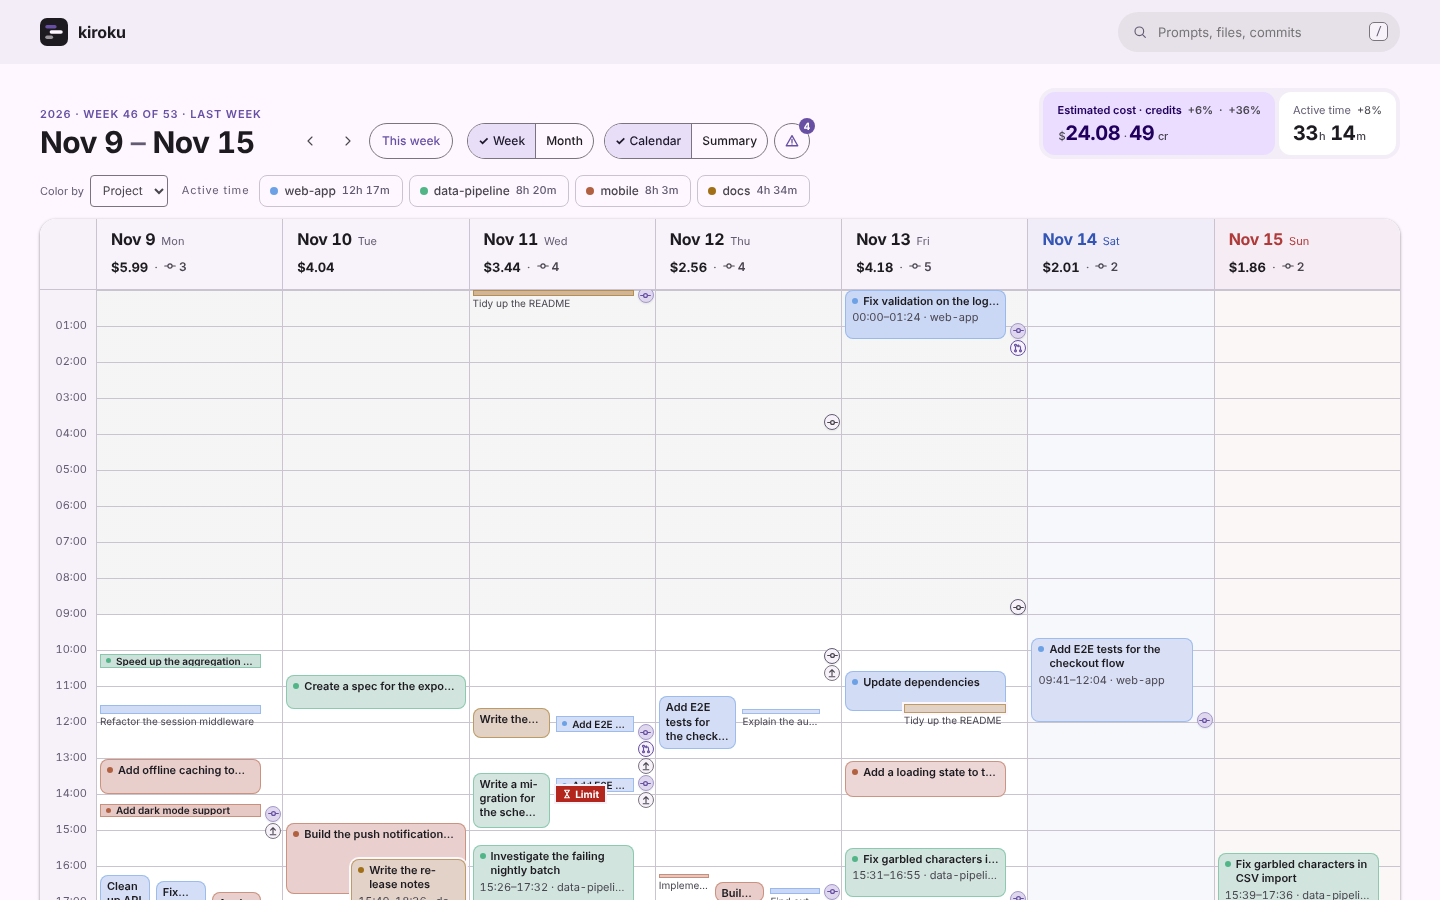 kiroku
Prompts, files, commits
/
2026 · WEEK 46 OF 53 · LAST WEEK
Nov 9 – Nov 15
This week
Week
Month
Calendar
Summary
4
Estimated cost · credits +6% · +36%
$24.08 · 49 cr
Active time +8%
33h 14m
Color by
Project
Active time
web-app 12h 17m
data-pipeline 8h 20m
mobile 8h 3m
docs 4h 34m
Nov 9 Mon
$5.99 · 3
Nov 10 Tue
$4.04
Nov 11 Wed
$3.44 · 4
Nov 12 Thu
$2.56 · 4
Nov 13 Fri
$4.18 · 5
Nov 14 Sat
$2.01 · 2
Nov 15 Sun
$1.86 · 2
01:00
02:00
03:00
04:00
05:00
06:00
07:00
08:00
09:00
10:00
11:00
12:00
13:00
14:00
15:00
16:00
17:00
Speed up the aggregation ...
Refactor the session middleware
Add offline caching to...
Add dark mode support
Clean
up API
Fix...
Create a spec for the expo...
Build the push notification...
Write the re-
lease notes
Tidy up the README
Write the...
Add E2E ...
Write a mi-
gration for
the sche...
Add E2E ...
Limit
Investigate the failing
nightly batch
15:26–17:32 · data-pipeli...
Add E2E
tests for
the check...
Explain the au...
Impleme...
Buil...
Fix validation on the log...
00:00–01:24 · web-app
Update dependencies
Tidy up the README
Add a loading state to t...
Fix garbled characters i...
15:31–16:55 · data-pipeli...
Add E2E tests for the
checkout flow
09:41–12:04 · web-app
Fix garbled characters in
CSV import
15:39–17:36 · data-pipeli...